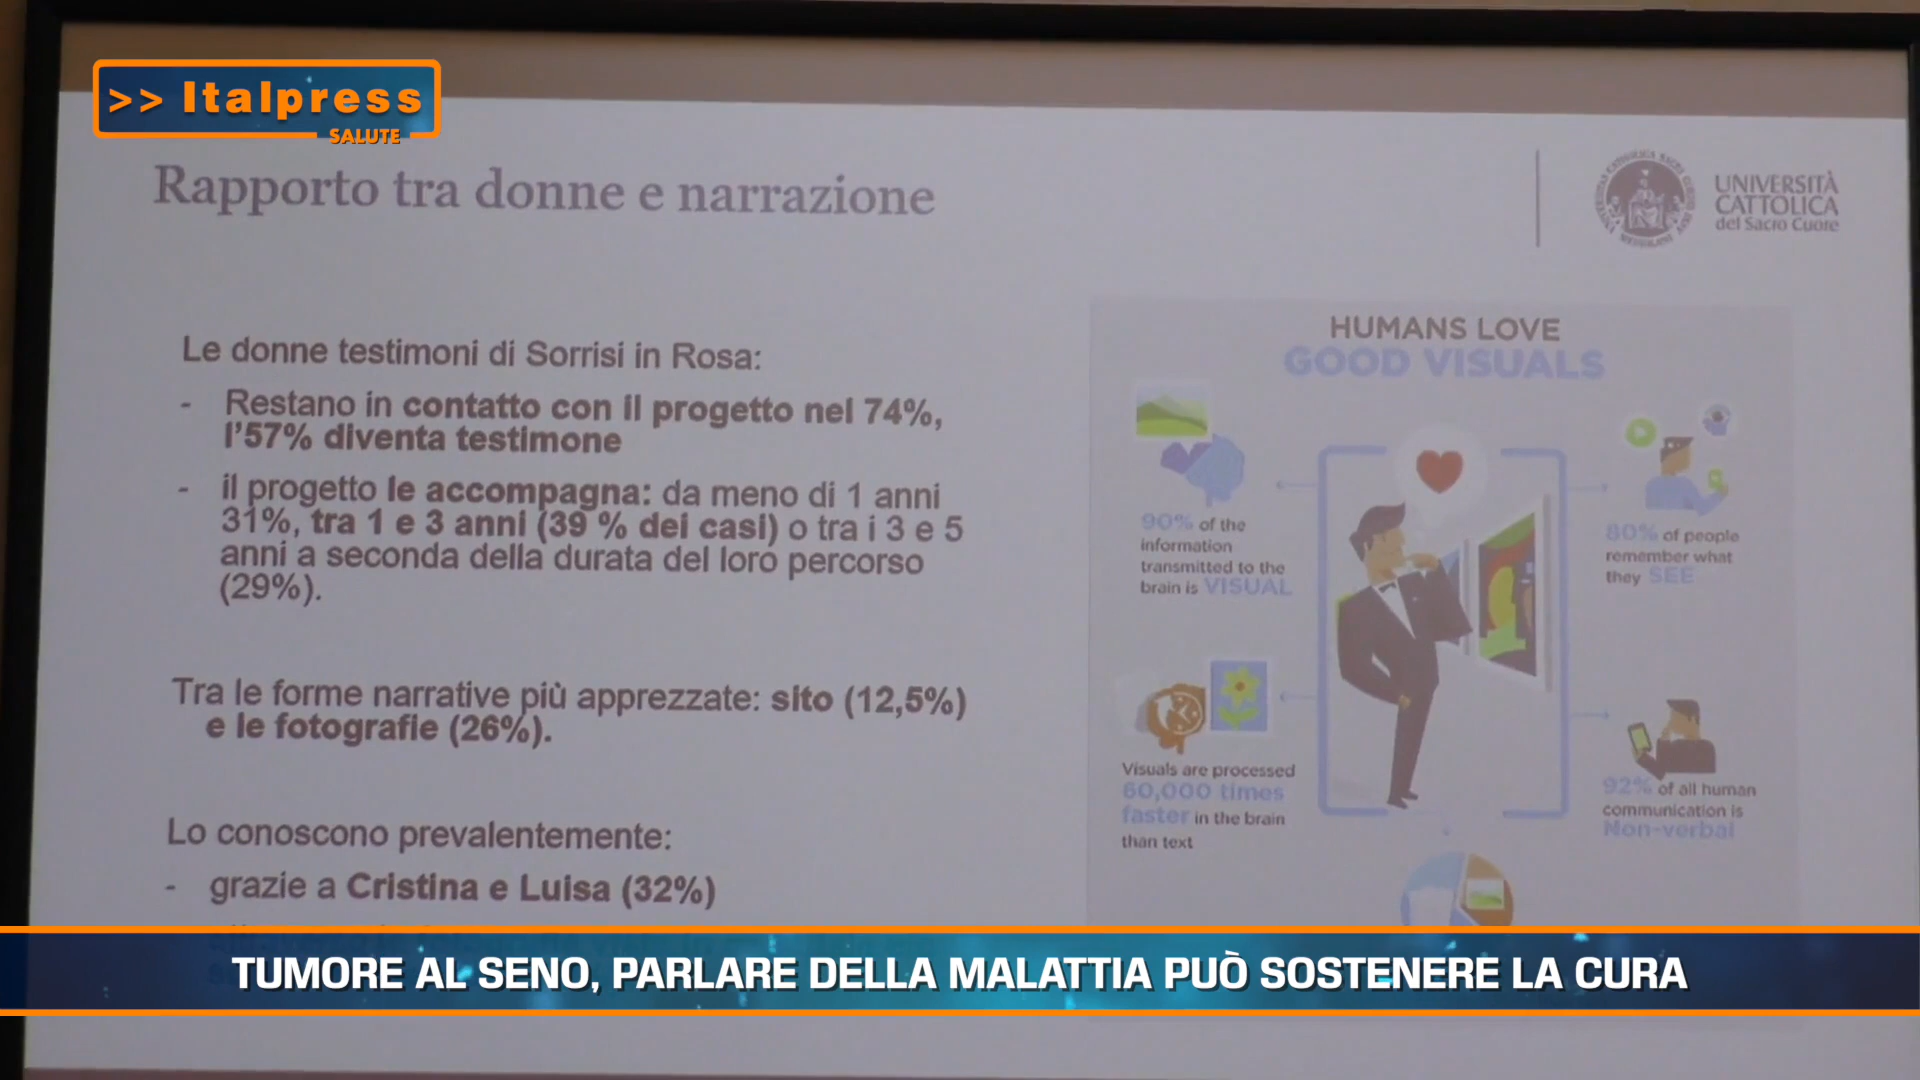 >> Italpress
SALUTE
Rapporto tra donne e narrazione
UNIVERSITÀ
CATTOLICA
del Sacro Cuore
Le donne testimoni di Sorrisi in Rosa:
- Restano in contatto con il progetto nel 74%,
l'57% diventa testimone
- il progetto le accompagna: da meno di 1 anni
31%, tra 1 e 3 anni (39 % dei casi) o tra i 3 e 5
anni a seconda della durata del loro percorso
(29%).
Tra le forme narrative più apprezzate: sito (12,5%)
e le fotografie (26%).
Lo conoscono prevalentemente:
- grazie a Cristina e Luisa (32%)
HUMANS LOVE
GOOD VISUALS
90% of the
information
transmitted to the
brain is VISUAL
80% of people
remember what
they SEE
Visuals are processed
60,000 times
faster in the brain
than text
92% of all human
communication is
Non-verbal
TUMORE AL SENO, PARLARE DELLA MALATTIA PUÒ SOSTENERE LA CURA